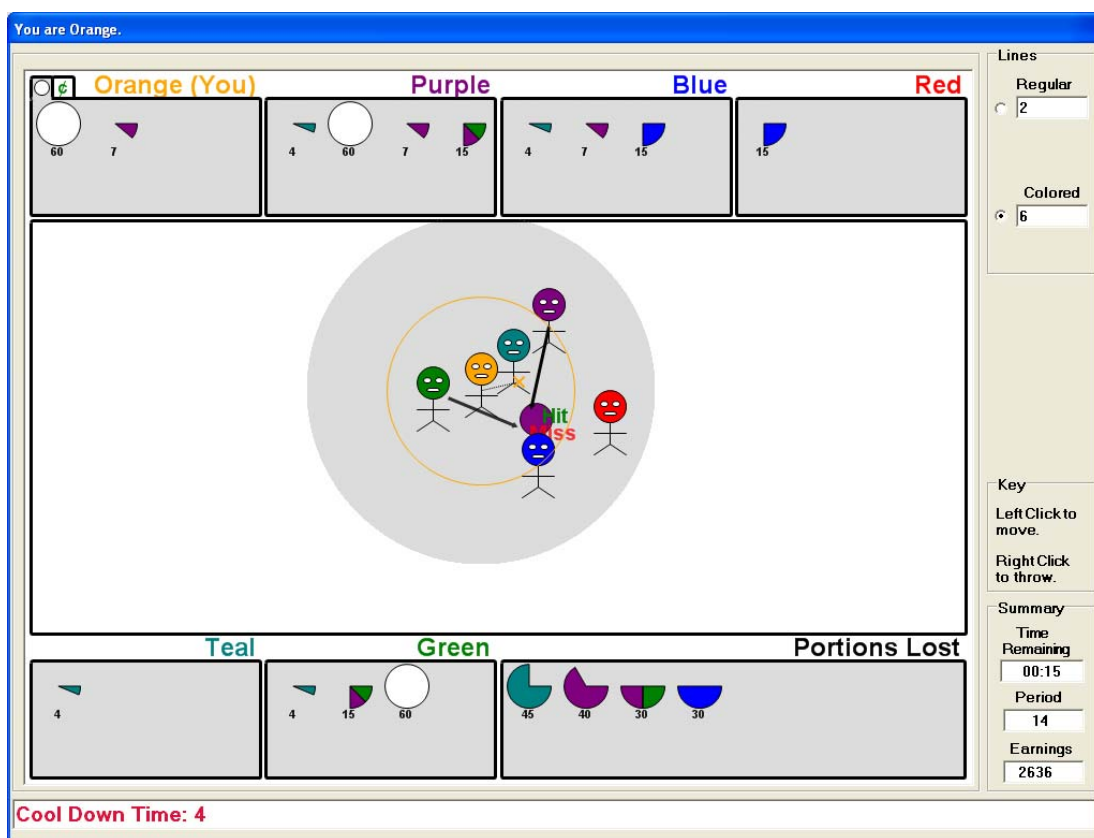 You are Orange.
¢ Orange (You) Purple Blue Red
60 7 4 60 7 15 4 7 15 15
Hit
Miss
Teal Green Portions Lost
4 4 15 60 45 40 30 30
Cool Down Time: 4
Lines
Regular
2
Colored
6
Key
Left Click to
move.
Right Click
to throw.
Summary
Time
Remaining
00:15
Period
14
Earnings
2636